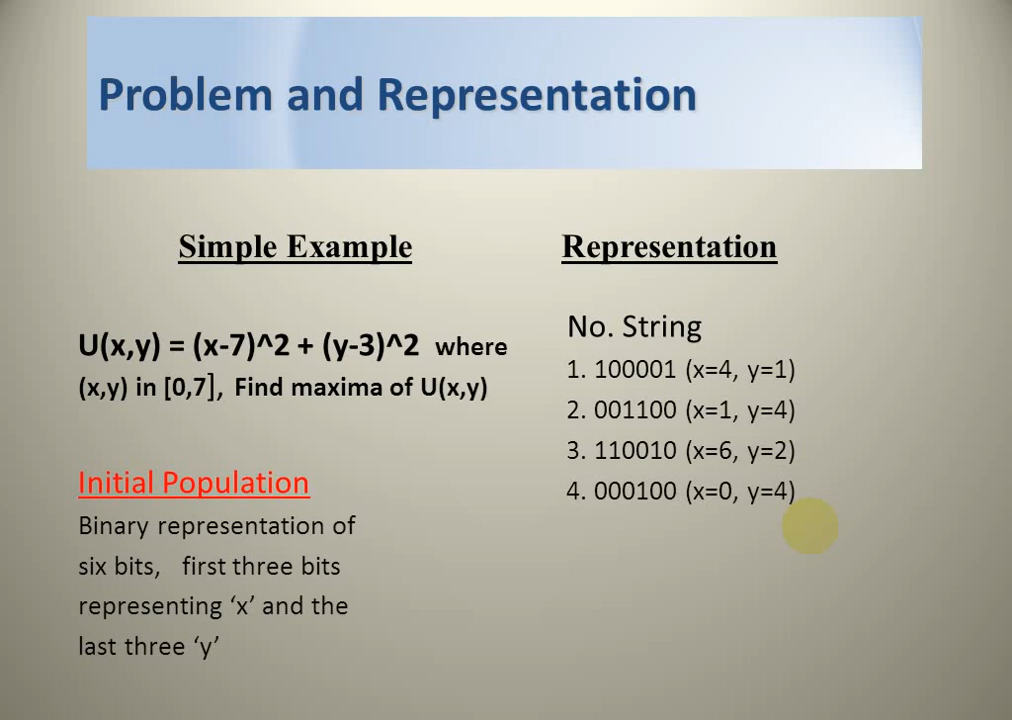 Problem and Representation
Simple Example
U(x,y) = (x-7)^2 + (y-3)^2 where
(x,y) in [0,7], Find maxima of U(x,y)
Initial Population
Binary representation of
six bits, first three bits
representing ‘x’ and the
last three ‘y’
Representation
No. String
1. 100001 (x=4, y=1)
2. 001100 (x=1, y=4)
3. 110010 (x=6, y=2)
4. 000100 (x=0, y=4)